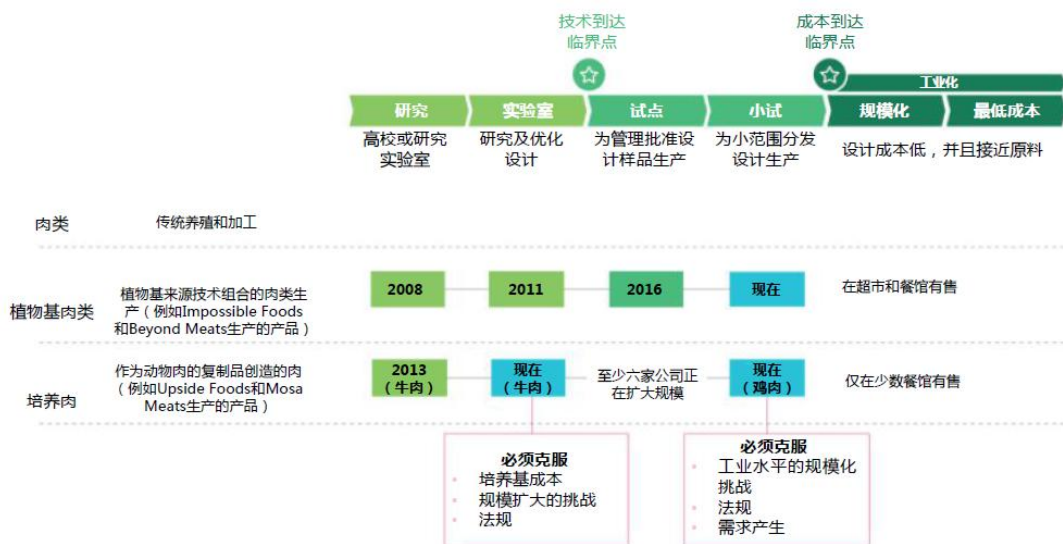 技术到达
临界点
成本到达
临界点
工业化
研究
实验室
试点
小试
规模化
最低成本
高校或研究
实验室
研究及优化
设计
为管理批准设
计样品生产
为小范围分发
设计生产
设计成本低，并且接近原料
肉类
传统养殖和加工
植物基肉类
植物基来源技术组合的肉类生
产（例如Impossible Foods
和Beyond Meats生产的产品）
2008
2011
2016
现在
在超市和餐馆有售
培养肉
作为动物肉的复制品创造的肉
（例如Upside Foods和Mosa
Meats生产的产品）
2013
（牛肉）
现在
（牛肉）
至少六家公司正
在扩大规模
现在
（鸡肉）
仅在少数餐馆有售
必须克服
• 培养基成本
• 规模扩大的挑战
• 法规
必须克服
• 工业水平的规模化
挑战
• 法规
• 需求产生